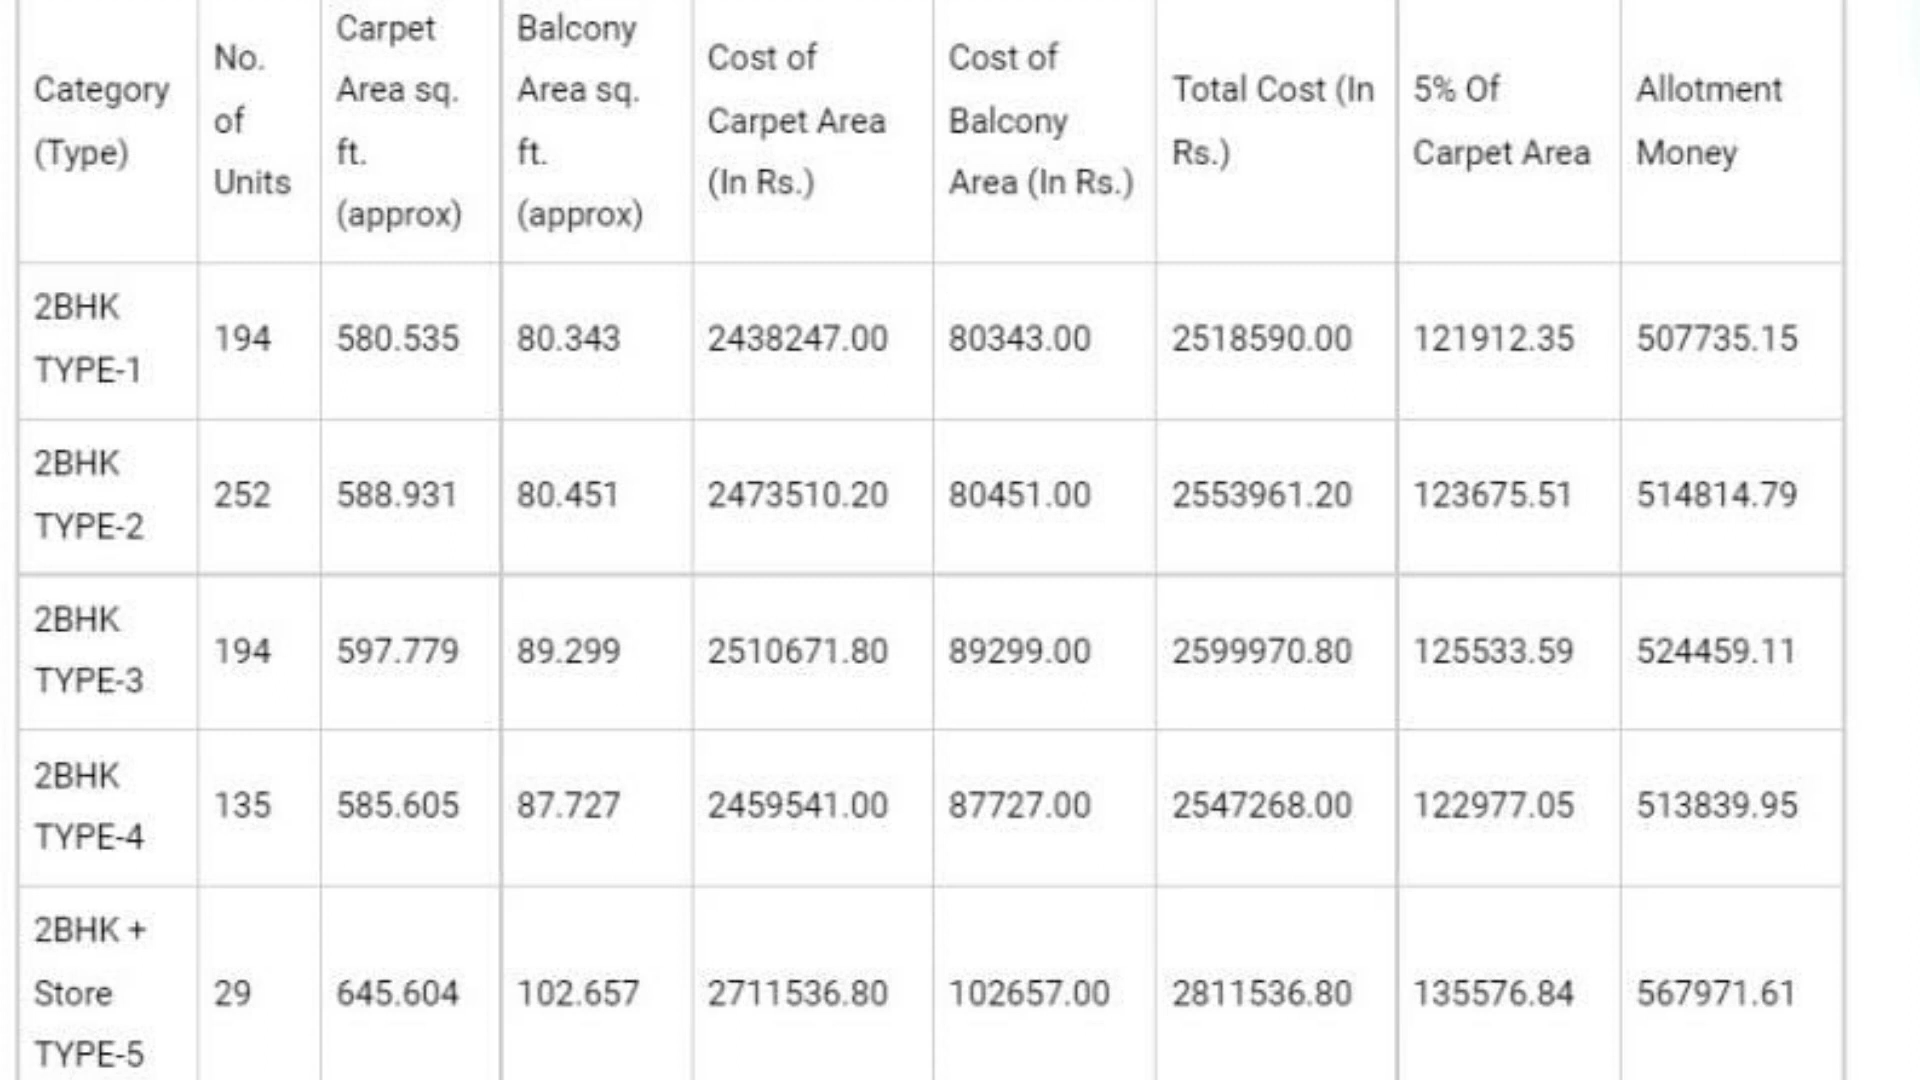 Category (Type) | No. of Units | Carpet Area sq. ft. (approx) | Balcony Area sq. ft. (approx) | Cost of Carpet Area (In Rs.) | Cost of Balcony Area (In Rs.) | Total Cost (In Rs.) | 5% Of Carpet Area | Allotment Money
2BHK TYPE-1 | 194 | 580.535 | 80.343 | 2438247.00 | 80343.00 | 2518590.00 | 121912.35 | 507735.15
2BHK TYPE-2 | 252 | 588.931 | 80.451 | 2473510.20 | 80451.00 | 2553961.20 | 123675.51 | 514814.79
2BHK TYPE-3 | 194 | 597.779 | 89.299 | 2510671.80 | 89299.00 | 2599970.80 | 125533.59 | 524459.11
2BHK TYPE-4 | 135 | 585.605 | 87.727 | 2459541.00 | 87727.00 | 2547268.00 | 122977.05 | 513839.95
2BHK + Store TYPE-5 | 29 | 645.604 | 102.657 | 2711536.80 | 102657.00 | 2811536.80 | 135576.84 | 567971.61